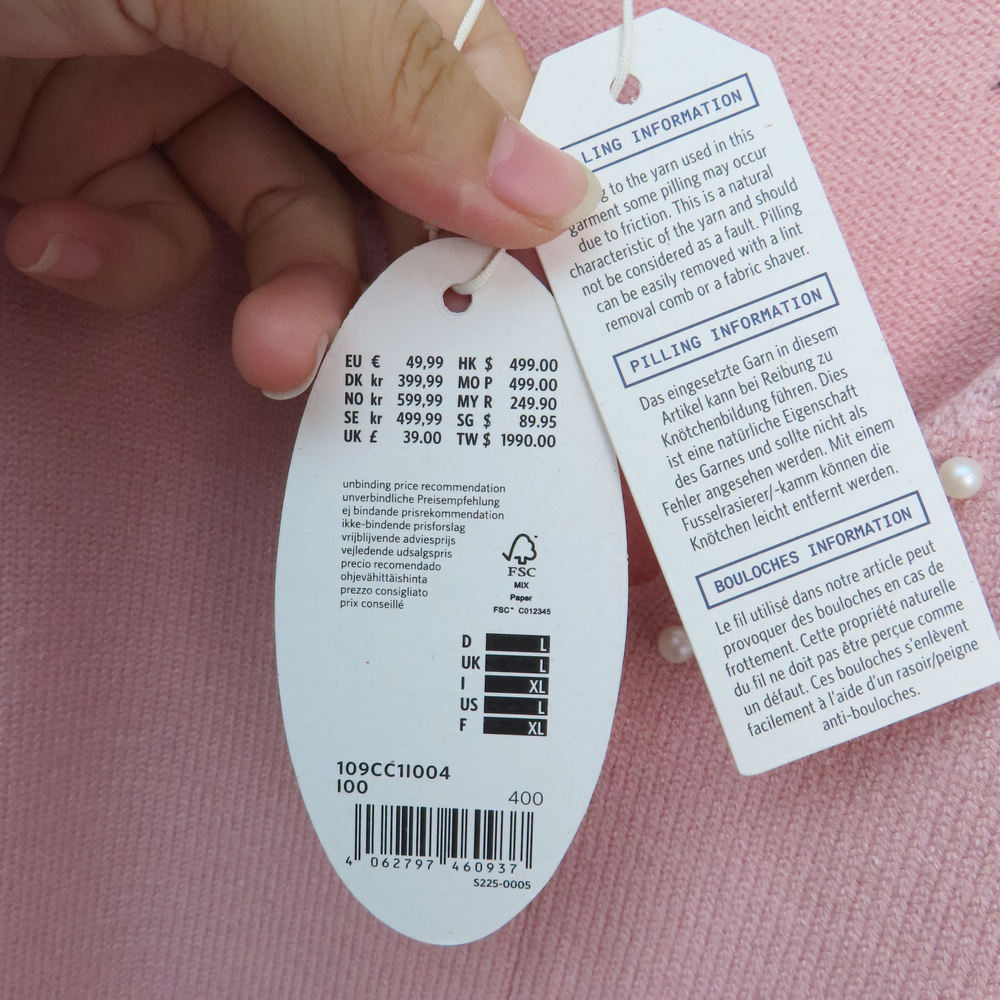 EU € 49,99 HK $ 499.00
DK kr 399,99 MO P 499.00
NO kr 599,99 MY R 249.90
SE kr 499,99 SG $ 89.95
UK £ 39.00 TW $ 1990.00
unbinding price recommendation
unverbindliche Preisempfehlung
ej bindande prisrekommendation
ikke-bindende prisforslag
vrijblijvende adviesprijs
vejledende udsalgspris
precio recomendado
ohjevähittäishinta
prezzo consigliato
prix conseillé
FSC™
MIX
Paper
FSC™ C012345
D L
UK L
I XL
US L
F XL
109CC1I004
I00
400
4 062797 460937
S225-0005
INFORMATION
to the yarn used in this
garment some pilling may occur
due to friction. This is a natural
characteristic of the yarn and should
not be considered as a fault. Pilling
can be easily removed with a lint
removal comb or a fabric shaver.
PILLING INFORMATION
Das eingesetzte Garn in diesem
Artikel kann bei Reibung zu
Knötchenbildung führen. Dies
ist eine natürliche Eigenschaft
des Garnes und sollte nicht als
Fehler angesehen werden. Mit einem
Fusselrasierer/-kamm können die
Knötchen leicht entfernt werden.
BOULOCHES INFORMATION
Le fil utilisé dans notre article peut
provoquer des bouloches en cas de
frottement. Cette propriété naturelle
du fil ne doit pas être perçue comme
un défaut. Ces bouloches s'enlèvent
facilement à l'aide d'un rasoir/peigne
anti-bouloches.